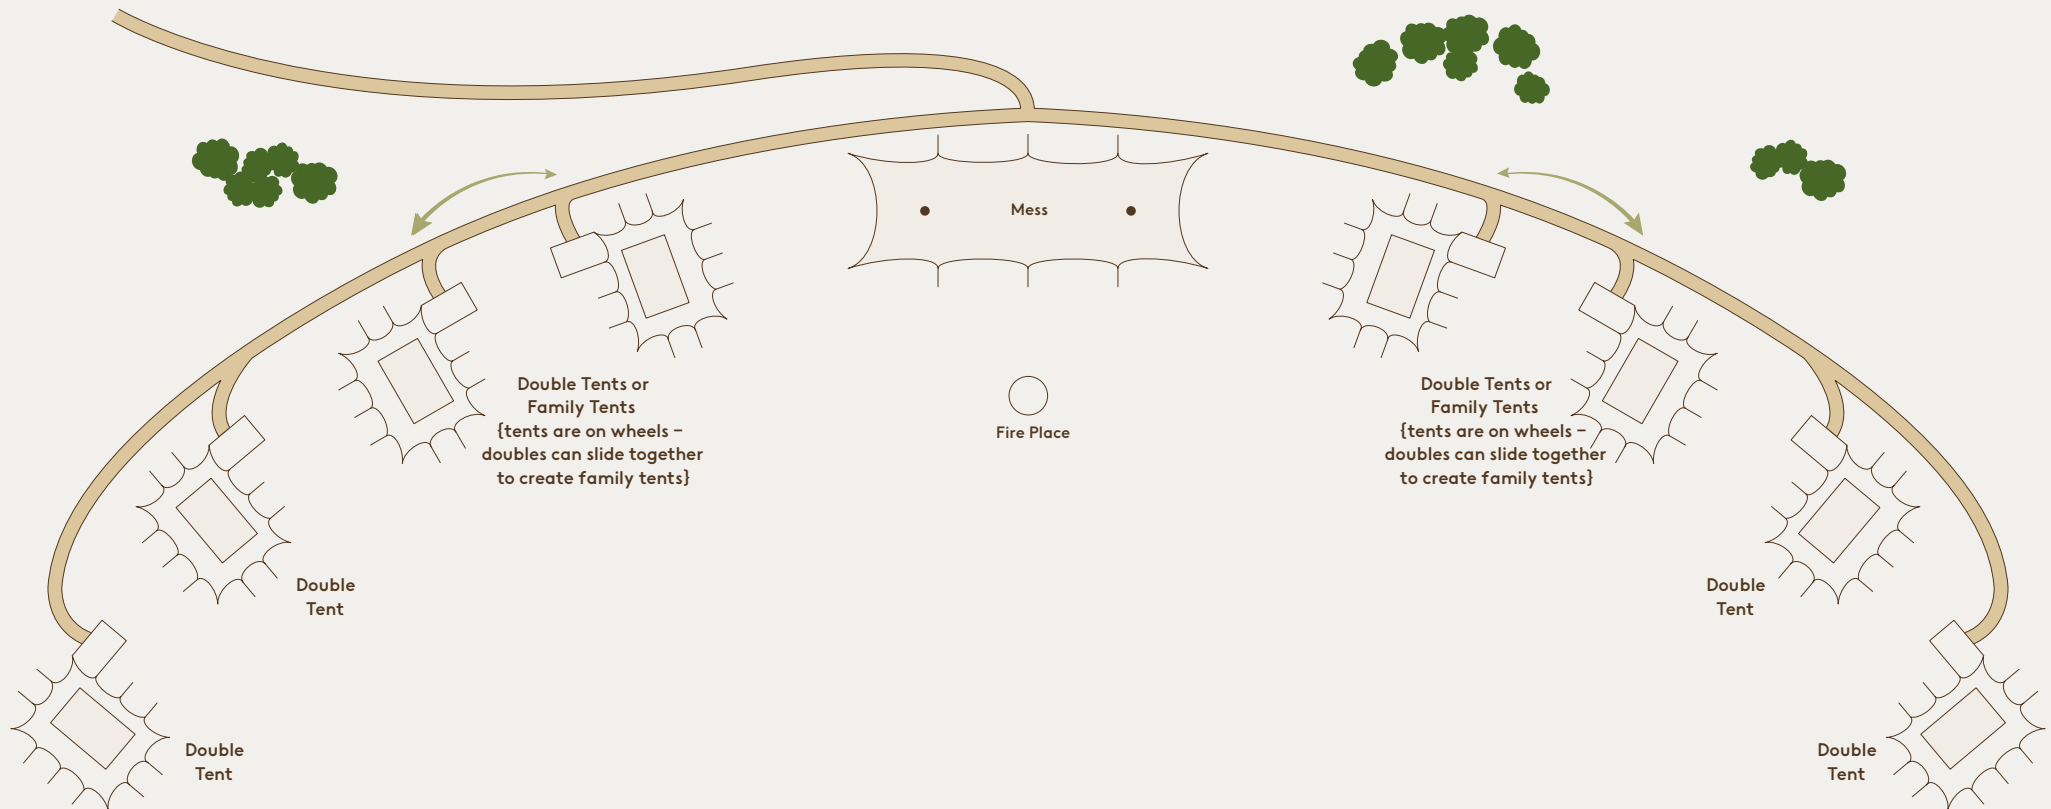 Mess
Double Tents or
Family Tents
{tents are on wheels –
doubles can slide together
to create family tents}
Fire Place
Double Tents or
Family Tents
{tents are on wheels –
doubles can slide together
to create family tents}
Double
Tent
Double
Tent
Double
Tent
Double
Tent